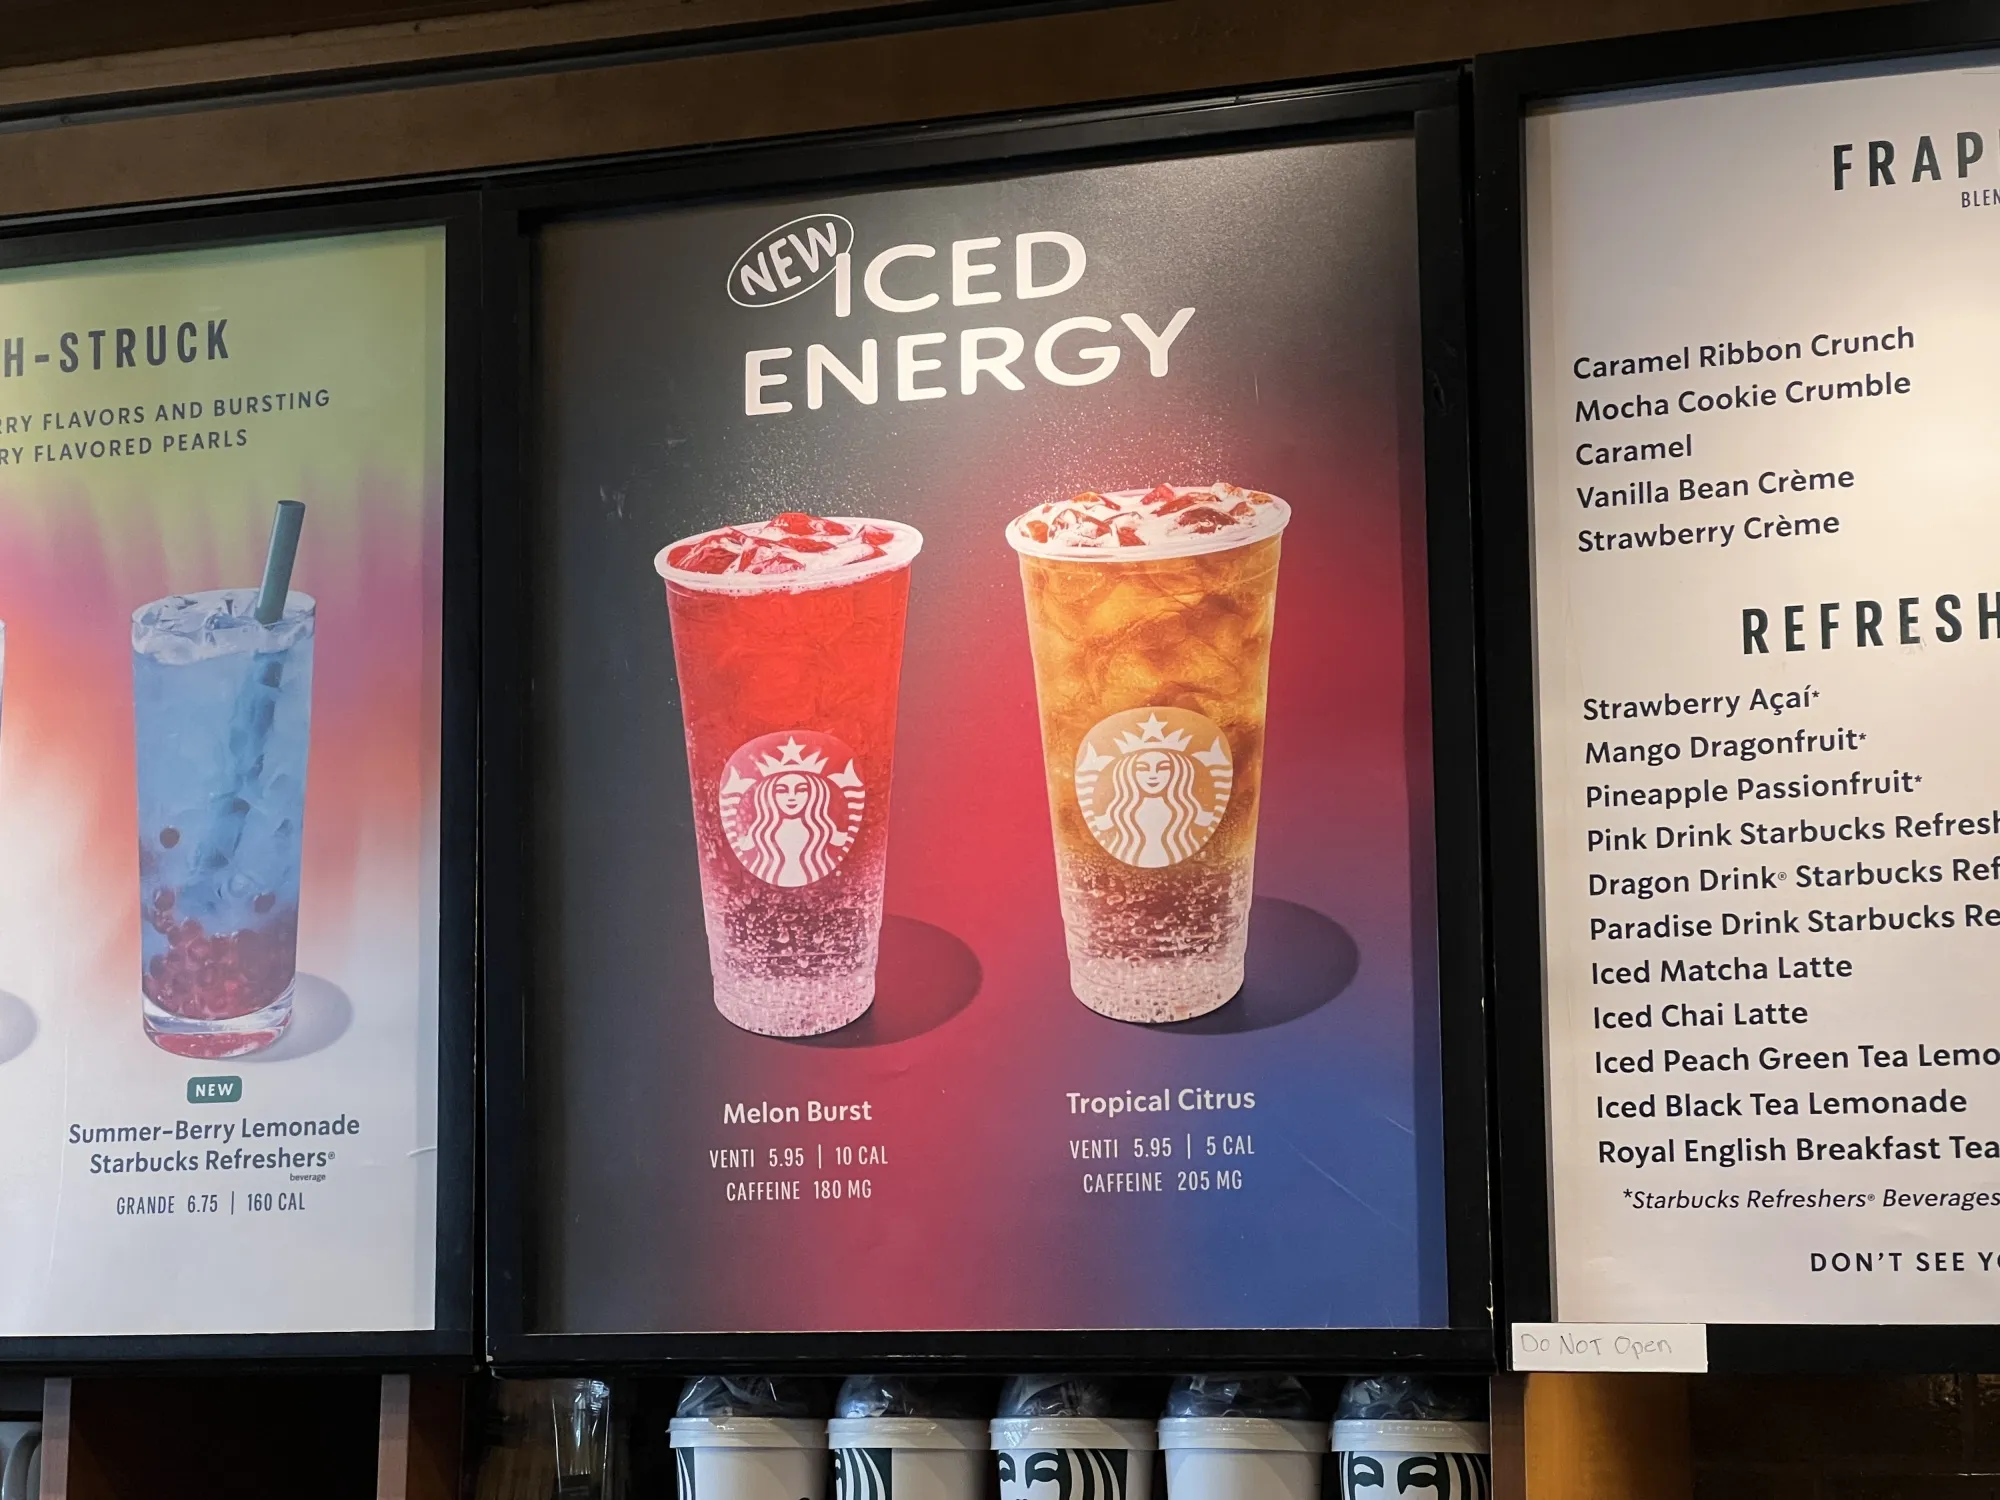 H-STRUCK
RRY FLAVORS AND BURSTING
RY FLAVORED PEARLS
NEW
Summer-Berry Lemonade
Starbucks Refreshers®
beverage
GRANDE 6.75 | 160 CAL
NEW ICED
ENERGY
Melon Burst
VENTI 5.95 | 10 CAL
CAFFEINE 180 MG
Tropical Citrus
VENTI 5.95 | 5 CAL
CAFFEINE 205 MG
FRAP
BLEN
Caramel Ribbon Crunch
Mocha Cookie Crumble
Caramel
Vanilla Bean Crème
Strawberry Crème
REFRESH
Strawberry Açaí*
Mango Dragonfruit*
Pineapple Passionfruit*
Pink Drink Starbucks Refresh
Dragon Drink® Starbucks Ref
Paradise Drink Starbucks Re
Iced Matcha Latte
Iced Chai Latte
Iced Peach Green Tea Lemo
Iced Black Tea Lemonade
Royal English Breakfast Tea
*Starbucks Refreshers® Beverages
DON'T SEE YO
Do Not Open